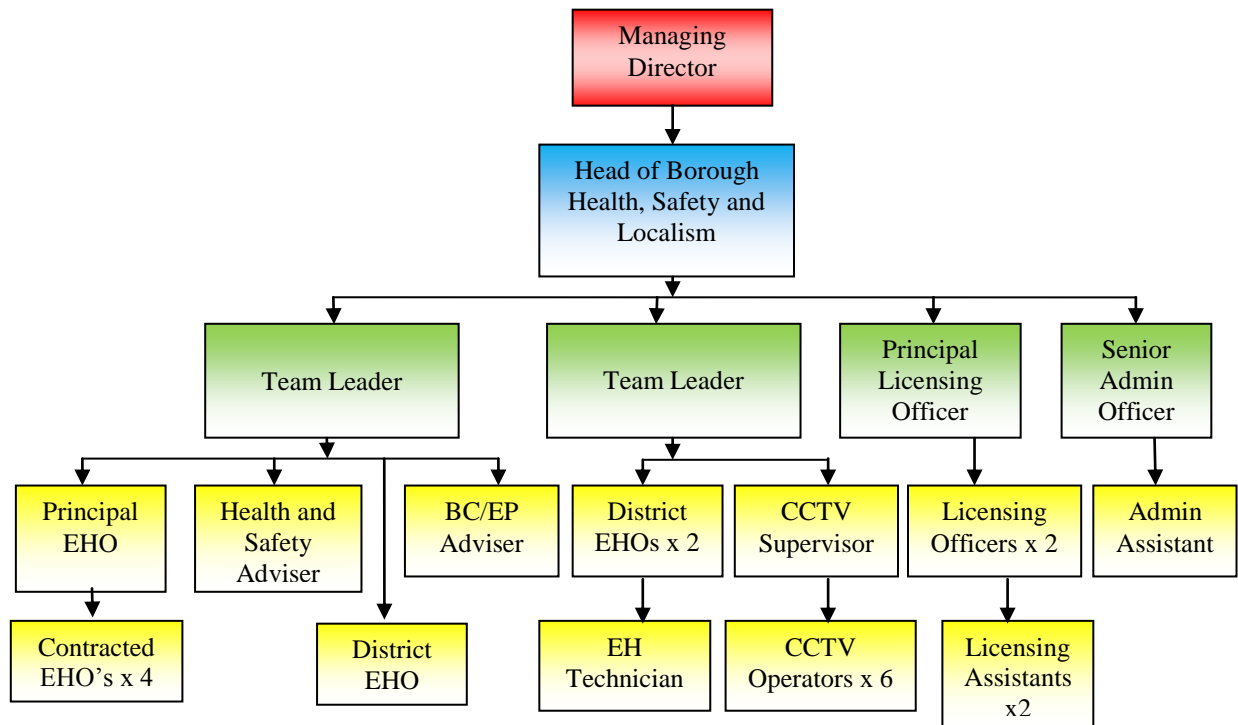 Managing
Director
Head of Borough
Health, Safety and
Localism
Team Leader
Team Leader
Principal
Licensing
Officer
Senior
Admin
Officer
Principal
EHO
Health and
Safety
Adviser
BC/EP
Adviser
District
EHOs x 2
CCTV
Supervisor
Licensing
Officers x 2
Admin
Assistant
Contracted
EHO’s x 4
District
EHO
EH
Technician
CCTV
Operators x 6
Licensing
Assistants
x2